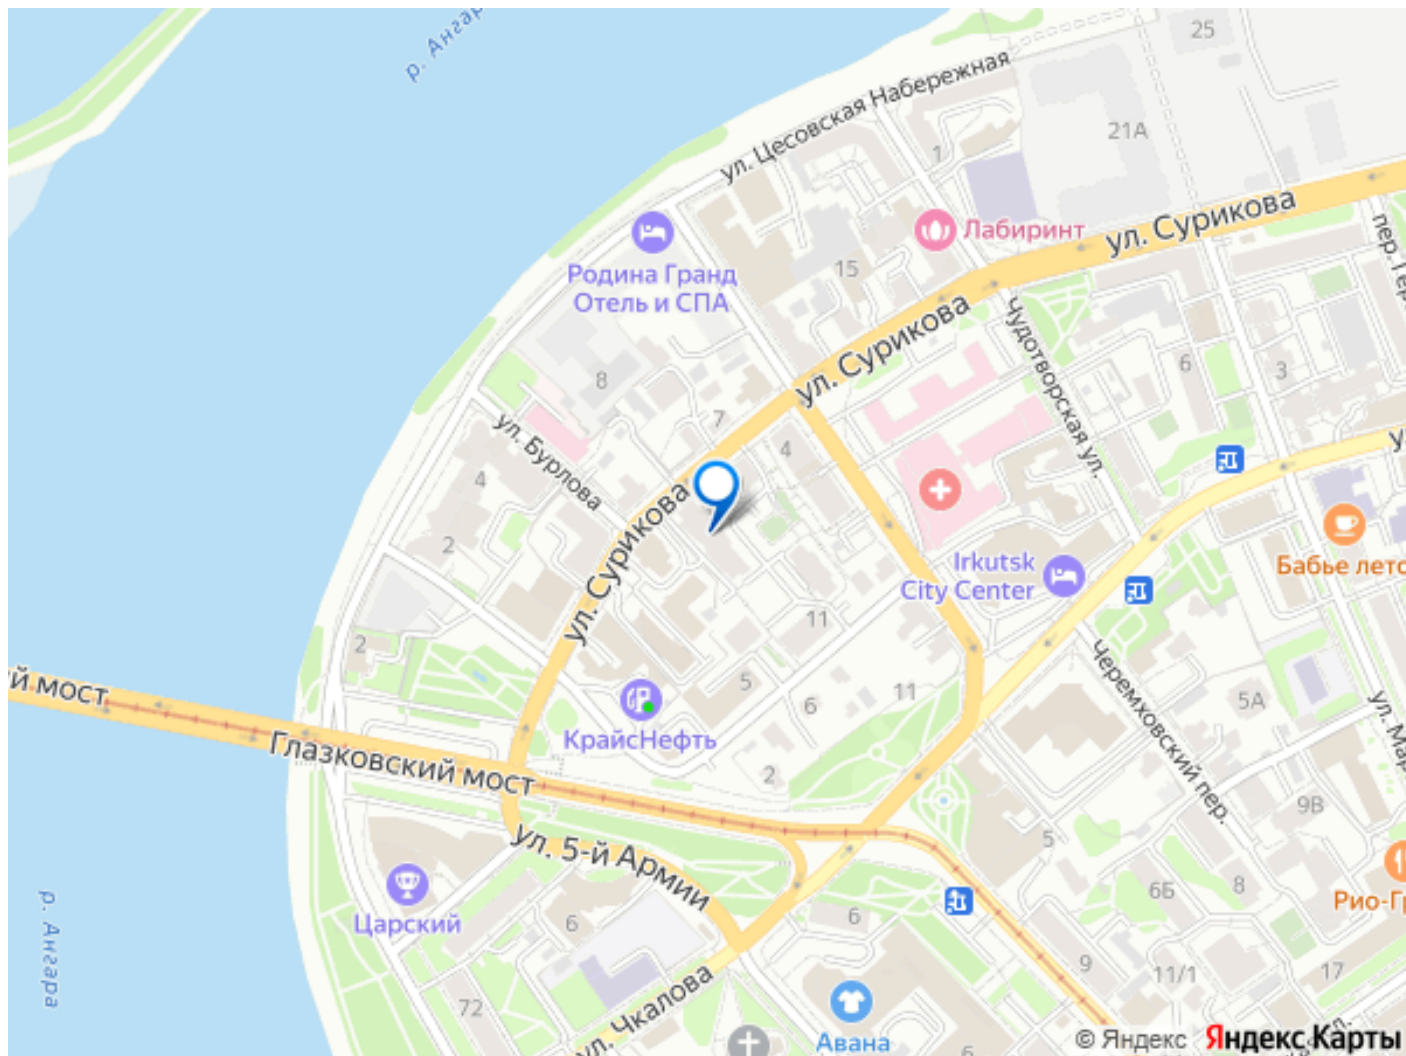 р. Ангара
25
ул. Цесовская Набережная
21А
1
ул. Сурикова
Лабиринт
15
Родина Гранд
Отель и СПА
ул. Сурикова
Чудотворская ул.
6
3
8
7
4
ул. Бурлова
4
2
ул. Сурикова
Irkutsk
City Center
Бабье лето
11
2
5
6
11
Черемховский пер.
5А
КрайсНефть
Глазковский мост
2
9В
5
ул. 5-й Армии
Царский
6
6
6Б
8
р. Ангара
9
11/1
17
72
ул. Чкалова
Авана
6
© Яндекс Яндекс Карты